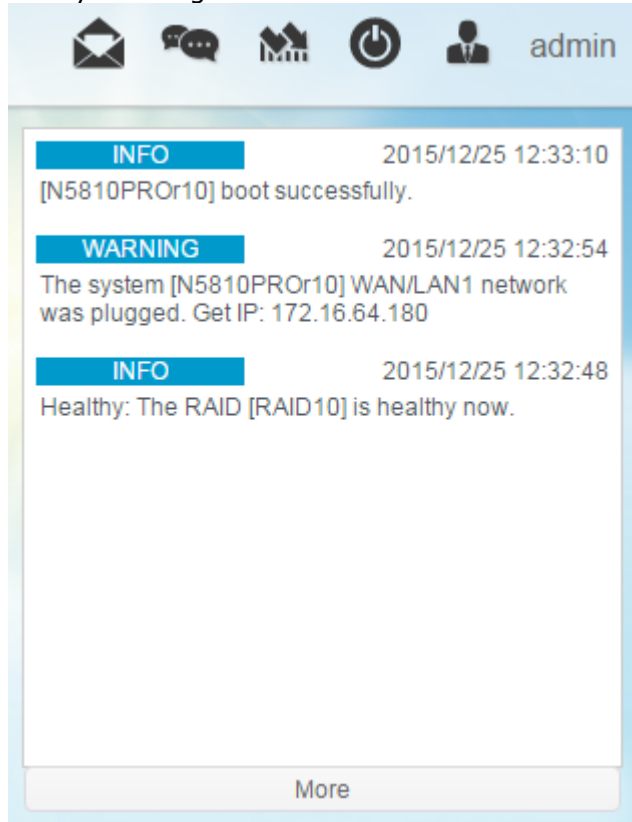 admin
INFO 2015/12/25 12:33:10
[N5810PROr10] boot successfully.
WARNING 2015/12/25 12:32:54
The system [N5810PROr10] WAN/LAN1 network
was plugged. Get IP: 172.16.64.180
INFO 2015/12/25 12:32:48
Healthy: The RAID [RAID10] is healthy now.
More